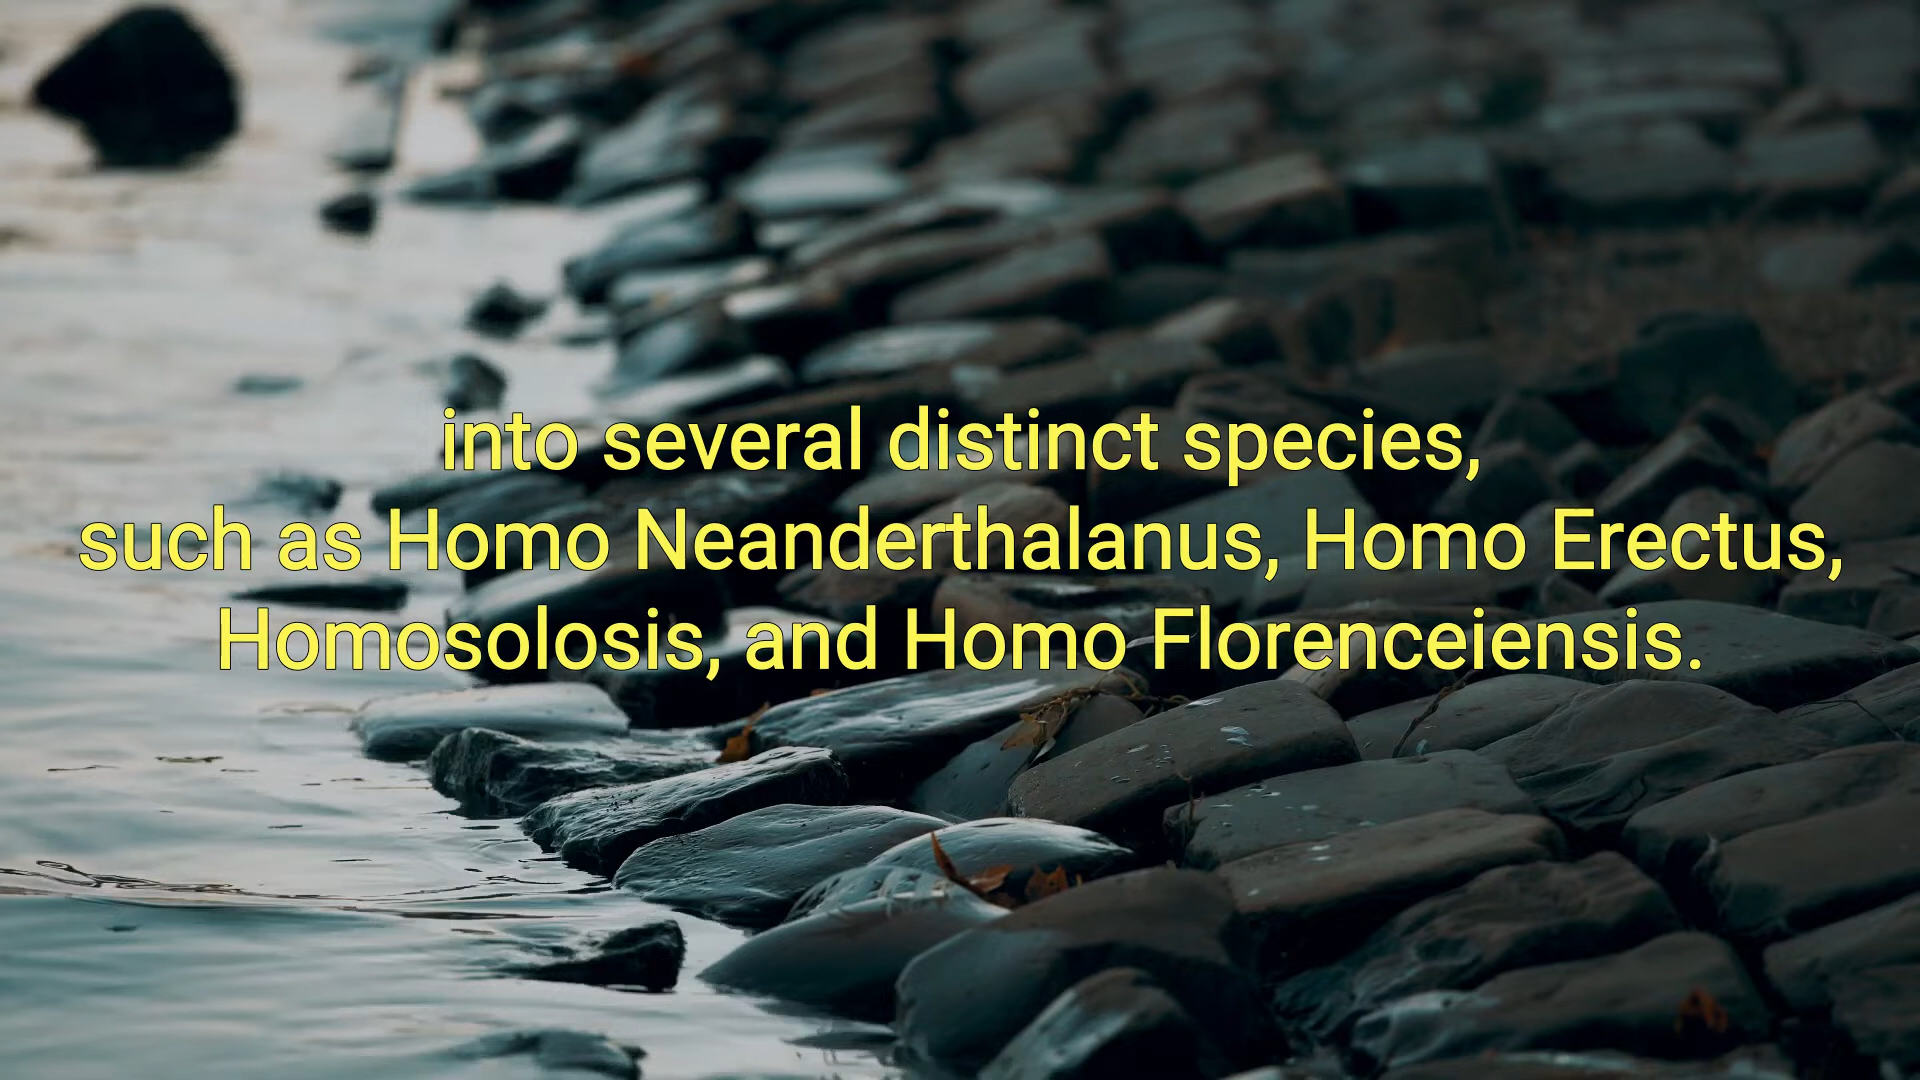 into several distinct species,
such as Homo Neanderthalanus, Homo Erectus,
Homosolosis, and Homo Florenceiensis.